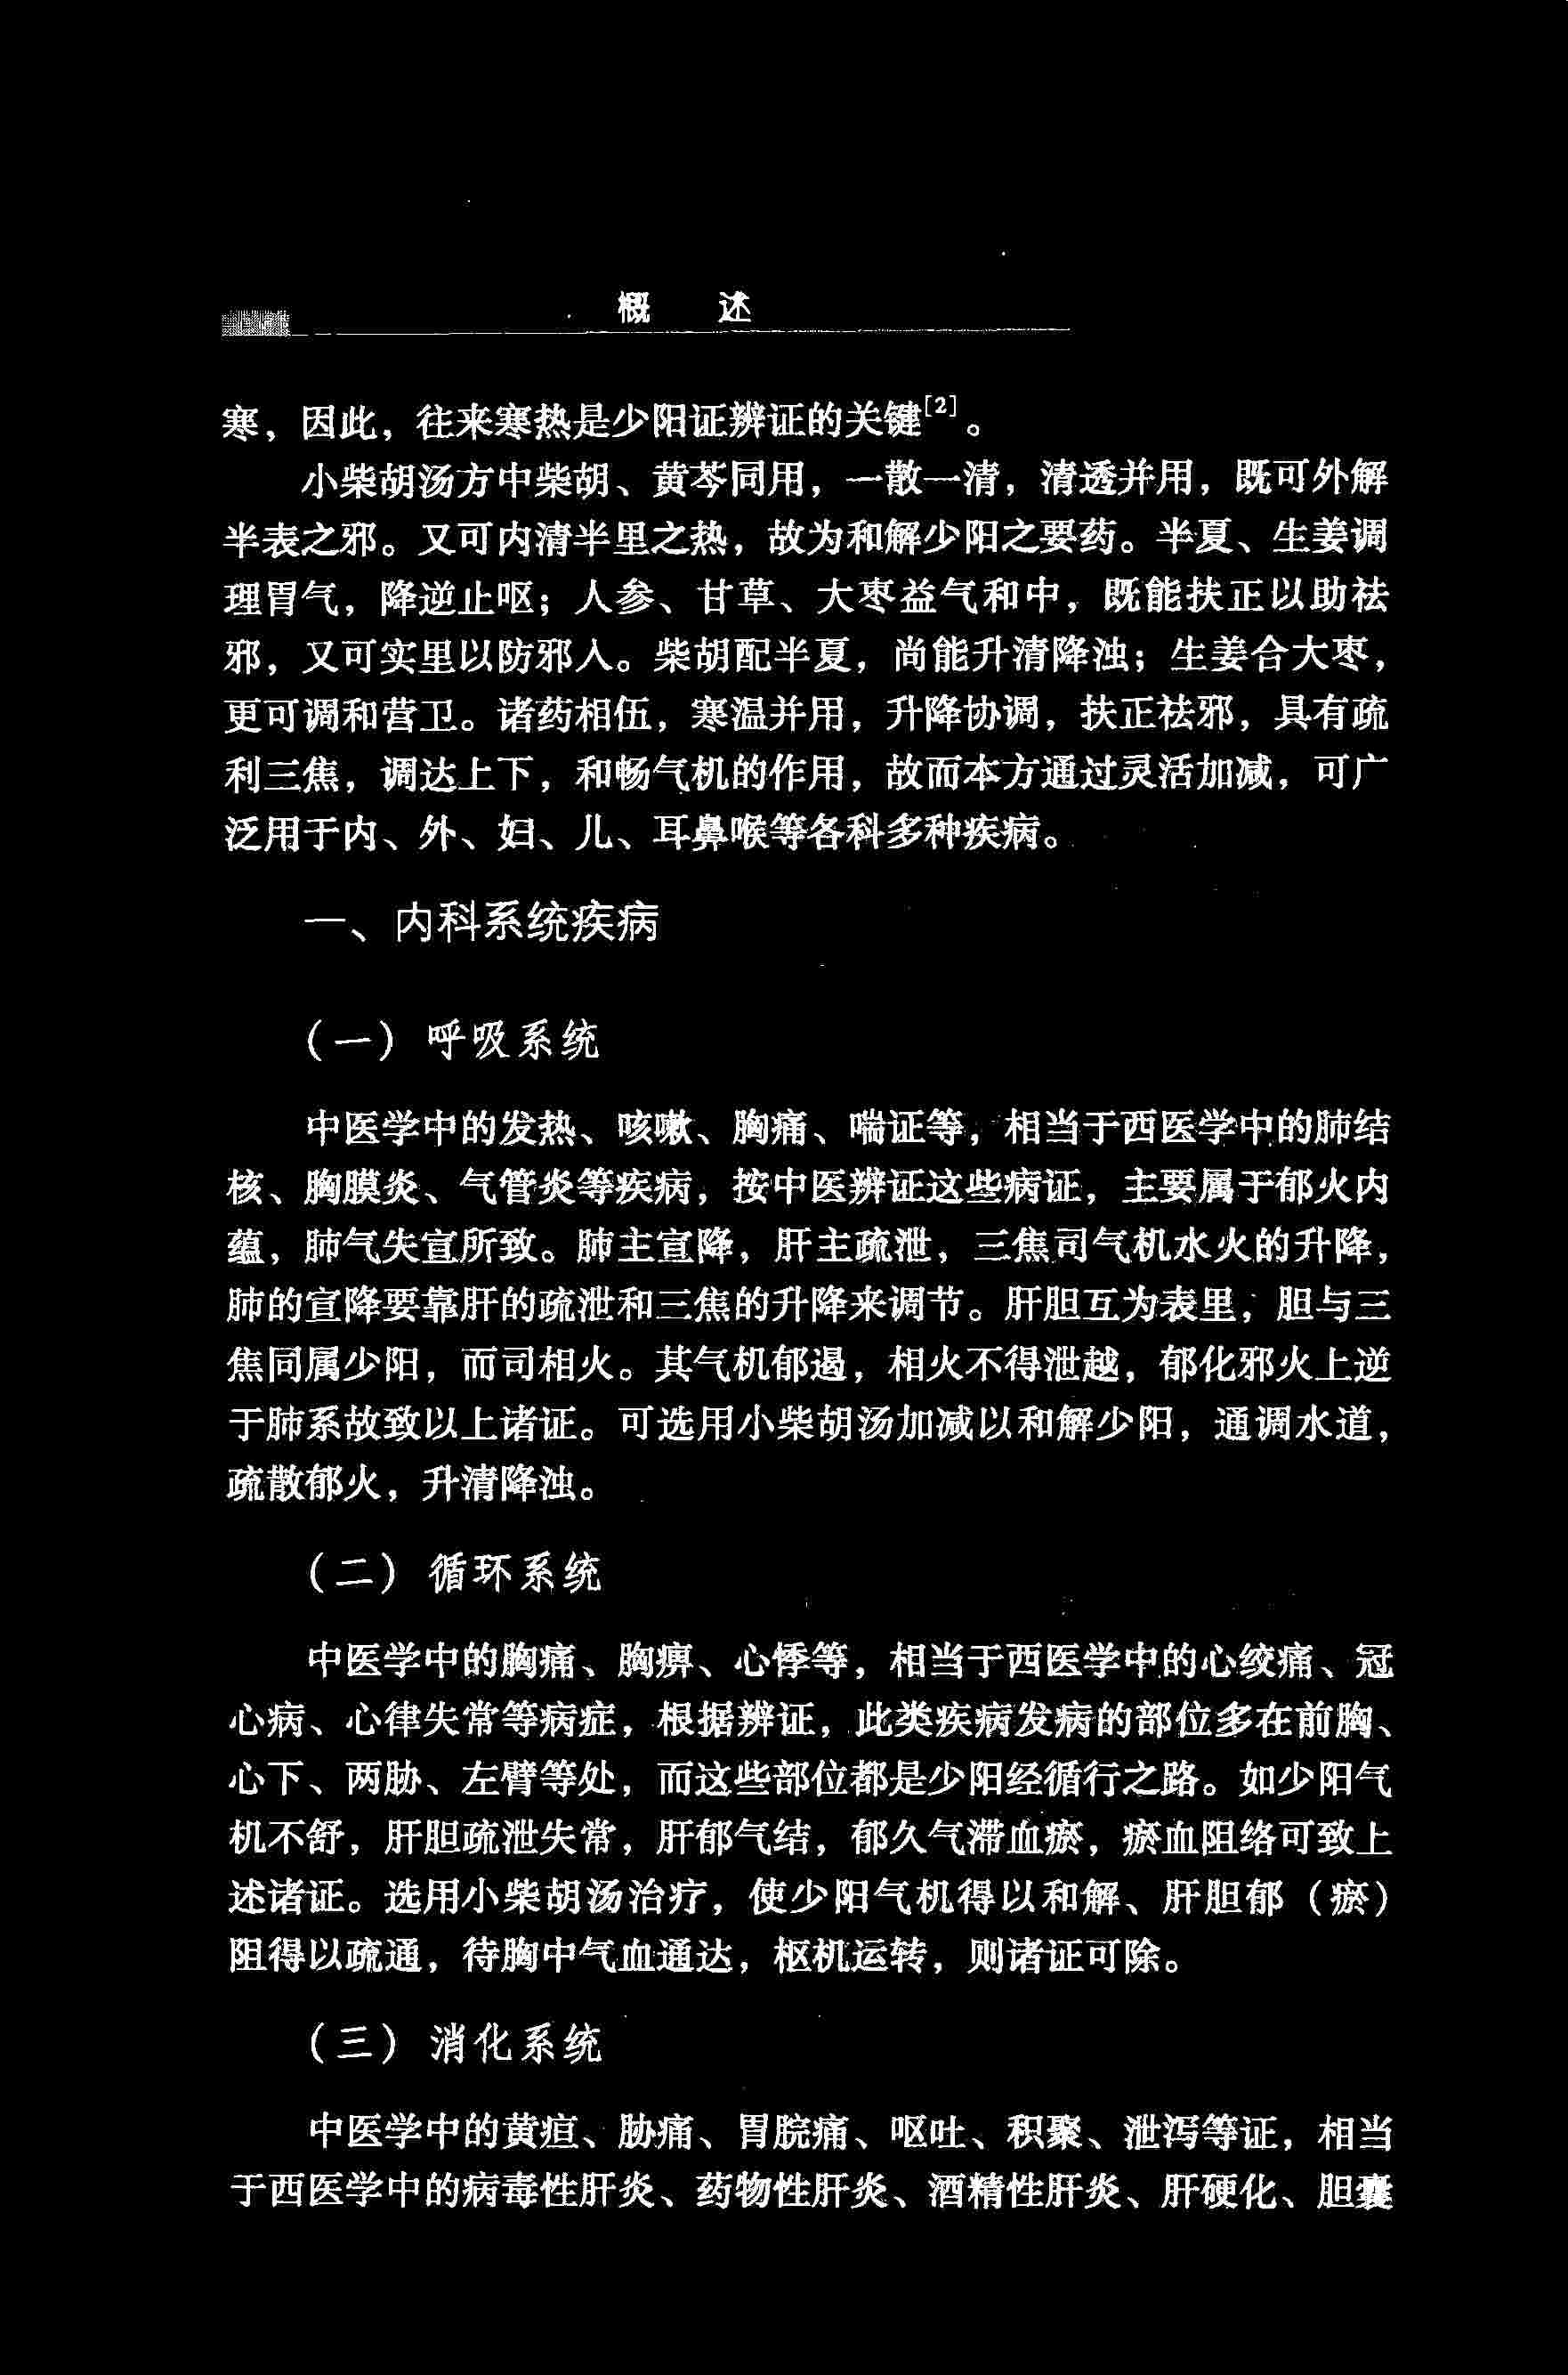 概 述
寒，因此，往来寒热是少阳证辨证的关键[2]。
小柴胡汤方中柴胡、黄芩同用，一散一清，清透并用，既可外解
半表之邪。又可内清半里之热，故为和解少阳之要药。半夏、生姜调
理胃气，降逆止呕；人参、甘草、大枣益气和中，既能扶正以助祛
邪，又可实里以防邪入。柴胡配半夏，尚能升清降浊；生姜合大枣，
更可调和营卫。诸药相伍，寒温并用，升降协调，扶正祛邪，具有疏
利三焦，调达上下，和畅气机的作用，故而本方通过灵活加减，可广
泛用于内、外、妇、儿、耳鼻喉等各科多种疾病。
一、内科系统疾病
（一）呼吸系统
中医学中的发热、咳嗽、胸痛、喘证等，相当于西医学中的肺结
核、胸膜炎、气管炎等疾病，按中医辨证这些病证，主要属于郁火内
蕴，肺气失宣所致。肺主宣降，肝主疏泄，三焦司气机水火的升降，
肺的宣降要靠肝的疏泄和三焦的升降来调节。肝胆互为表里，胆与三
焦同属少阳，而司相火。其气机郁遏，相火不得泄越，郁化邪火上逆
于肺系故致以上诸证。可选用小柴胡汤加减以和解少阳，通调水道，
疏散郁火，升清降浊。
（二）循环系统
中医学中的胸痛、胸痹、心悸等，相当于西医学中的心绞痛、冠
心病、心律失常等病症，根据辨证，此类疾病发病的部位多在前胸、
心下、两胁、左臂等处，而这些部位都是少阳经循行之路。如少阳气
机不舒，肝胆疏泄失常，肝郁气结，郁久气滞血瘀，瘀血阻络可致上
述诸证。选用小柴胡汤治疗，使少阳气机得以和解、肝胆郁（瘀）
阻得以疏通，待胸中气血通达，枢机运转，则诸证可除。
（三）消化系统
中医学中的黄疸、胁痛、胃脘痛、呕吐、积聚、泄泻等证，相当
于西医学中的病毒性肝炎、药物性肝炎、酒精性肝炎、肝硬化、胆囊